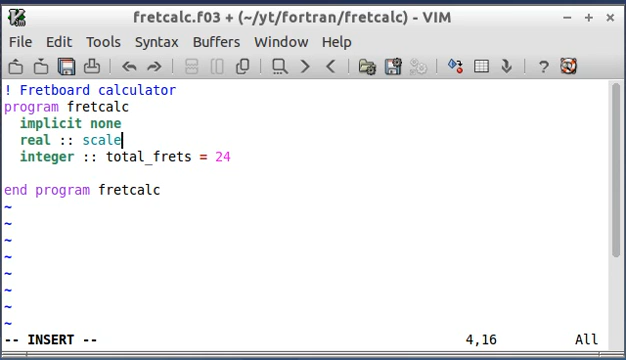 fretcalc.f03 + (~/yt/fortran/fretcalc) - VIM
File Edit Tools Syntax Buffers Window Help
! Fretboard calculator
program fretcalc
  implicit none
  real :: scale
  integer :: total_frets = 24
end program fretcalc
~
~
~
~
~
~
~
~
-- INSERT -- 4,16 All